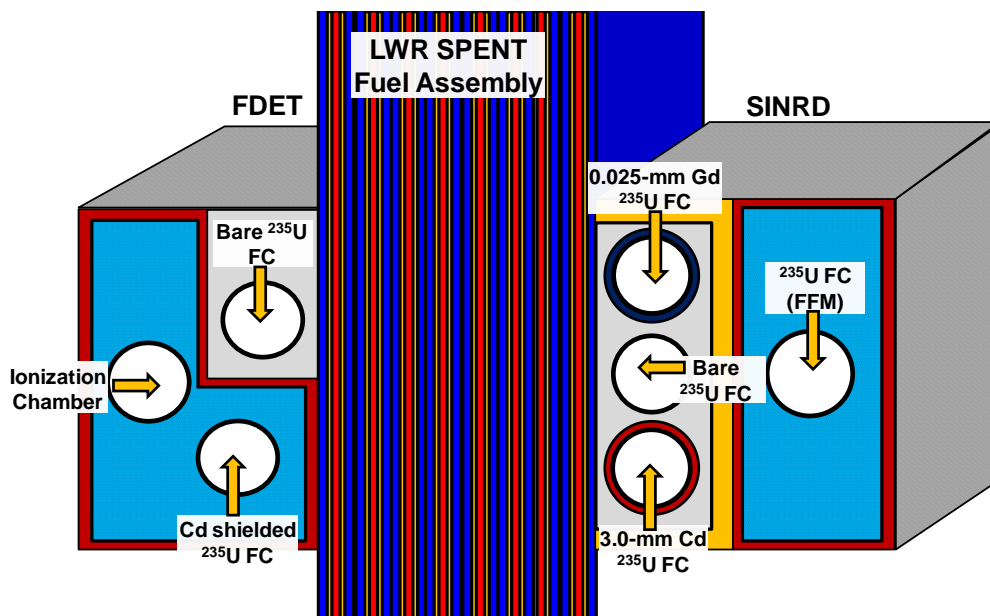 LWR SPENT
Fuel Assembly
FDET
SINRD
Bare ²³⁵U
FC
Ionization
Chamber
Cd shielded
²³⁵U FC
0.025-mm Gd
²³⁵U FC
Bare
²³⁵U FC
3.0-mm Cd
²³⁵U FC
²³⁵U FC
(FFM)